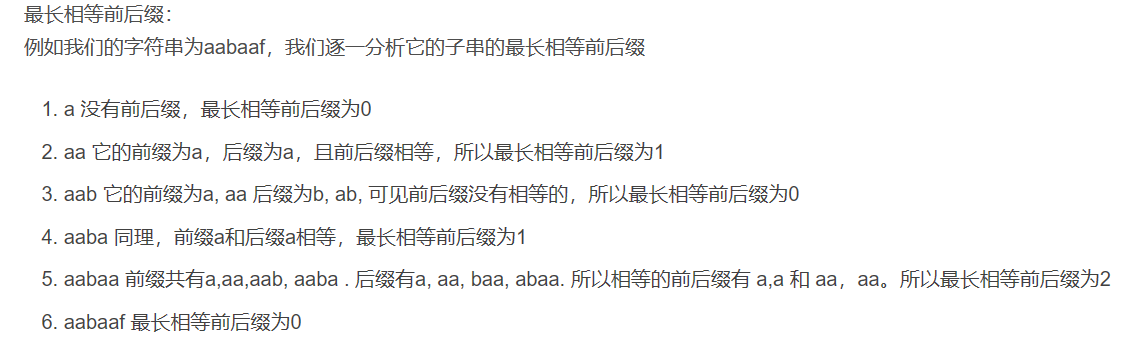 最长相等前后缀：
例如我们的字符串为aabaaf，我们逐一分析它的子串的最长相等前后缀
1. a 没有前后缀，最长相等前后缀为0
2. aa 它的前缀为a，后缀为a，且前后缀相等，所以最长相等前后缀为1
3. aab 它的前缀为a, aa 后缀为b, ab, 可见前后缀没有相等的，所以最长相等前后缀为0
4. aaba 同理，前缀a和后缀a相等，最长相等前后缀为1
5. aabaa 前缀共有a,aa,aab, aaba . 后缀有a, aa, baa, abaa. 所以相等的前后缀有 a,a 和 aa，aa。所以最长相等前后缀为2
6. aabaaf 最长相等前后缀为0